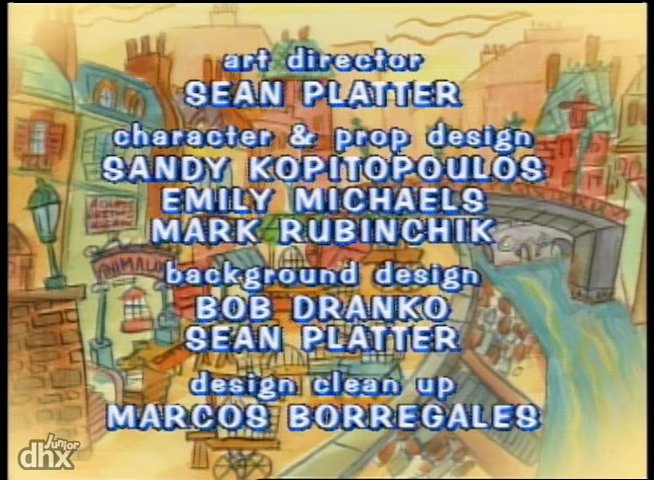 art director
SEAN PLATTER
character & prop design
SANDY KOPITOPOULOS
EMILY MICHAELS
MARK RUBINCHIK
background design
BOB DRANKO
SEAN PLATTER
design clean up
MARCOS BORREGALES
ANIMAUX
dhx Junior